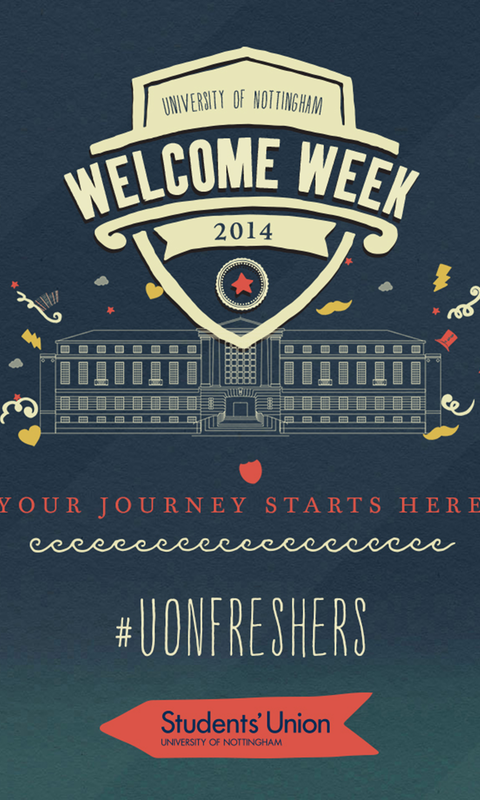 UNIVERSITY OF NOTTINGHAM
WELCOME WEEK
2014
YOUR JOURNEY STARTS HERE
#UONFRESHERS
Students' Union
UNIVERSITY OF NOTTINGHAM